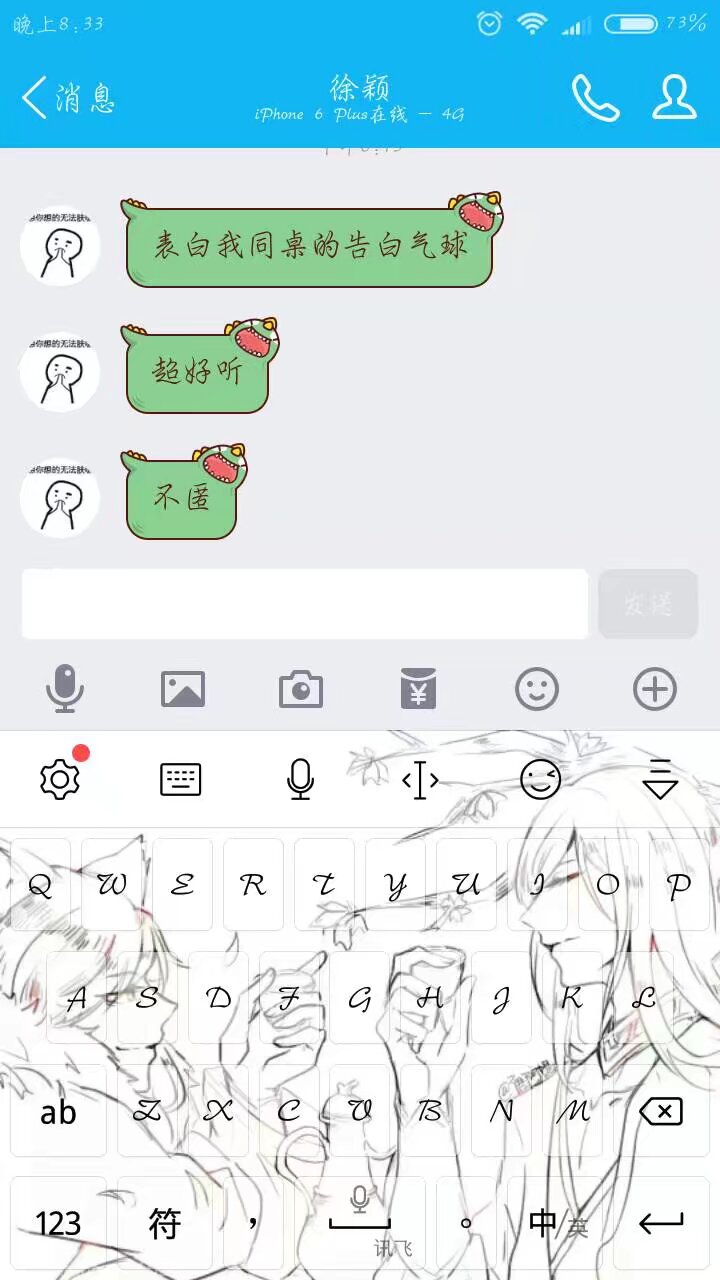 晚上8:33
73%
消息
徐颖
iPhone 6 Plus在线 － 4G
表白我同桌的告白气球
超好听
不匿
发送
Q W E R T Y U I O P
A S D F G H J K L
ab Z X C V B N M
123 符 ， 讯飞 。 中/英